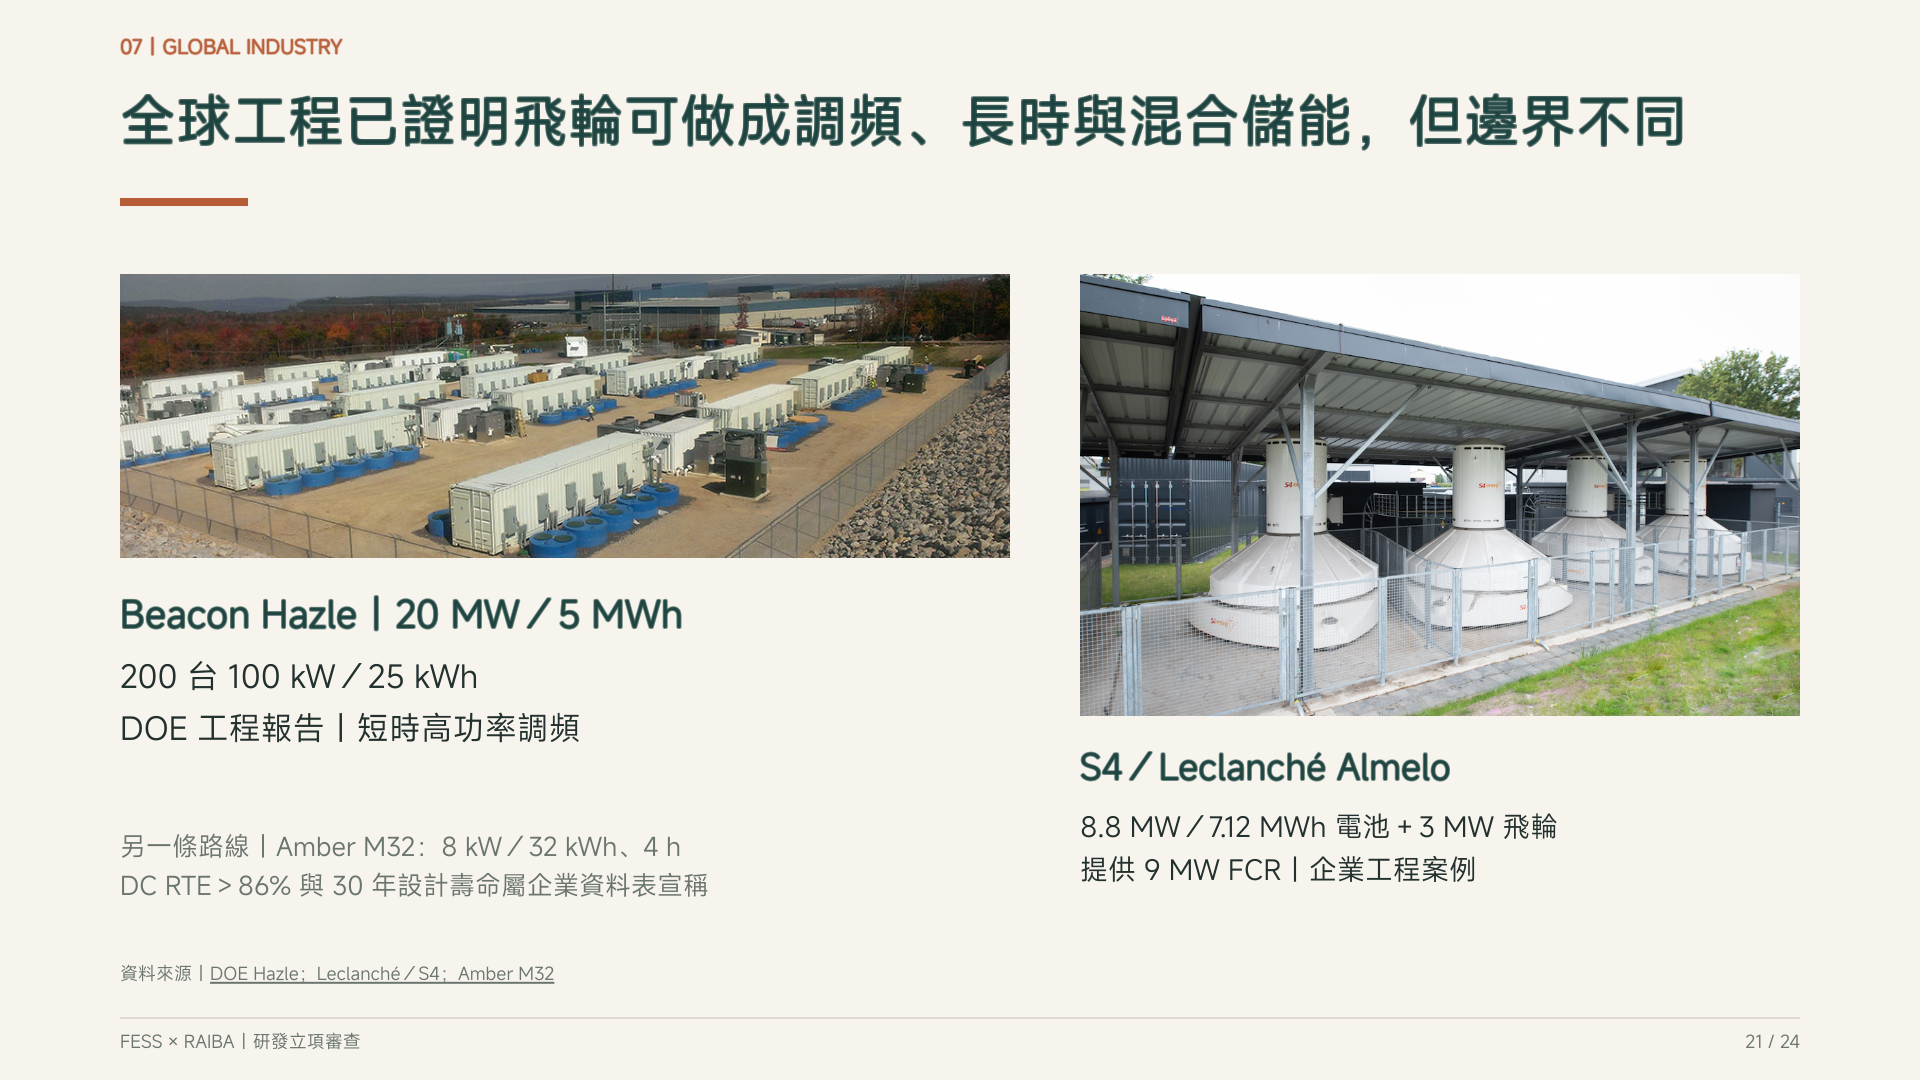 07 | GLOBAL INDUSTRY
全球工程已證明飛輪可做成調頻、長時與混合儲能，但邊界不同
Beacon Hazle | 20 MW／5 MWh
200 台 100 kW／25 kWh
DOE 工程報告 | 短時高功率調頻
另一條路線 | Amber M32：8 kW／32 kWh、4 h
DC RTE > 86% 與 30 年設計壽命屬企業資料表宣稱
S4／Leclanché Almelo
8.8 MW／7.12 MWh 電池 + 3 MW 飛輪
提供 9 MW FCR | 企業工程案例
資料來源 | DOE Hazle；Leclanché／S4；Amber M32
FESS × RAIBA | 研發立項審查
21 / 24